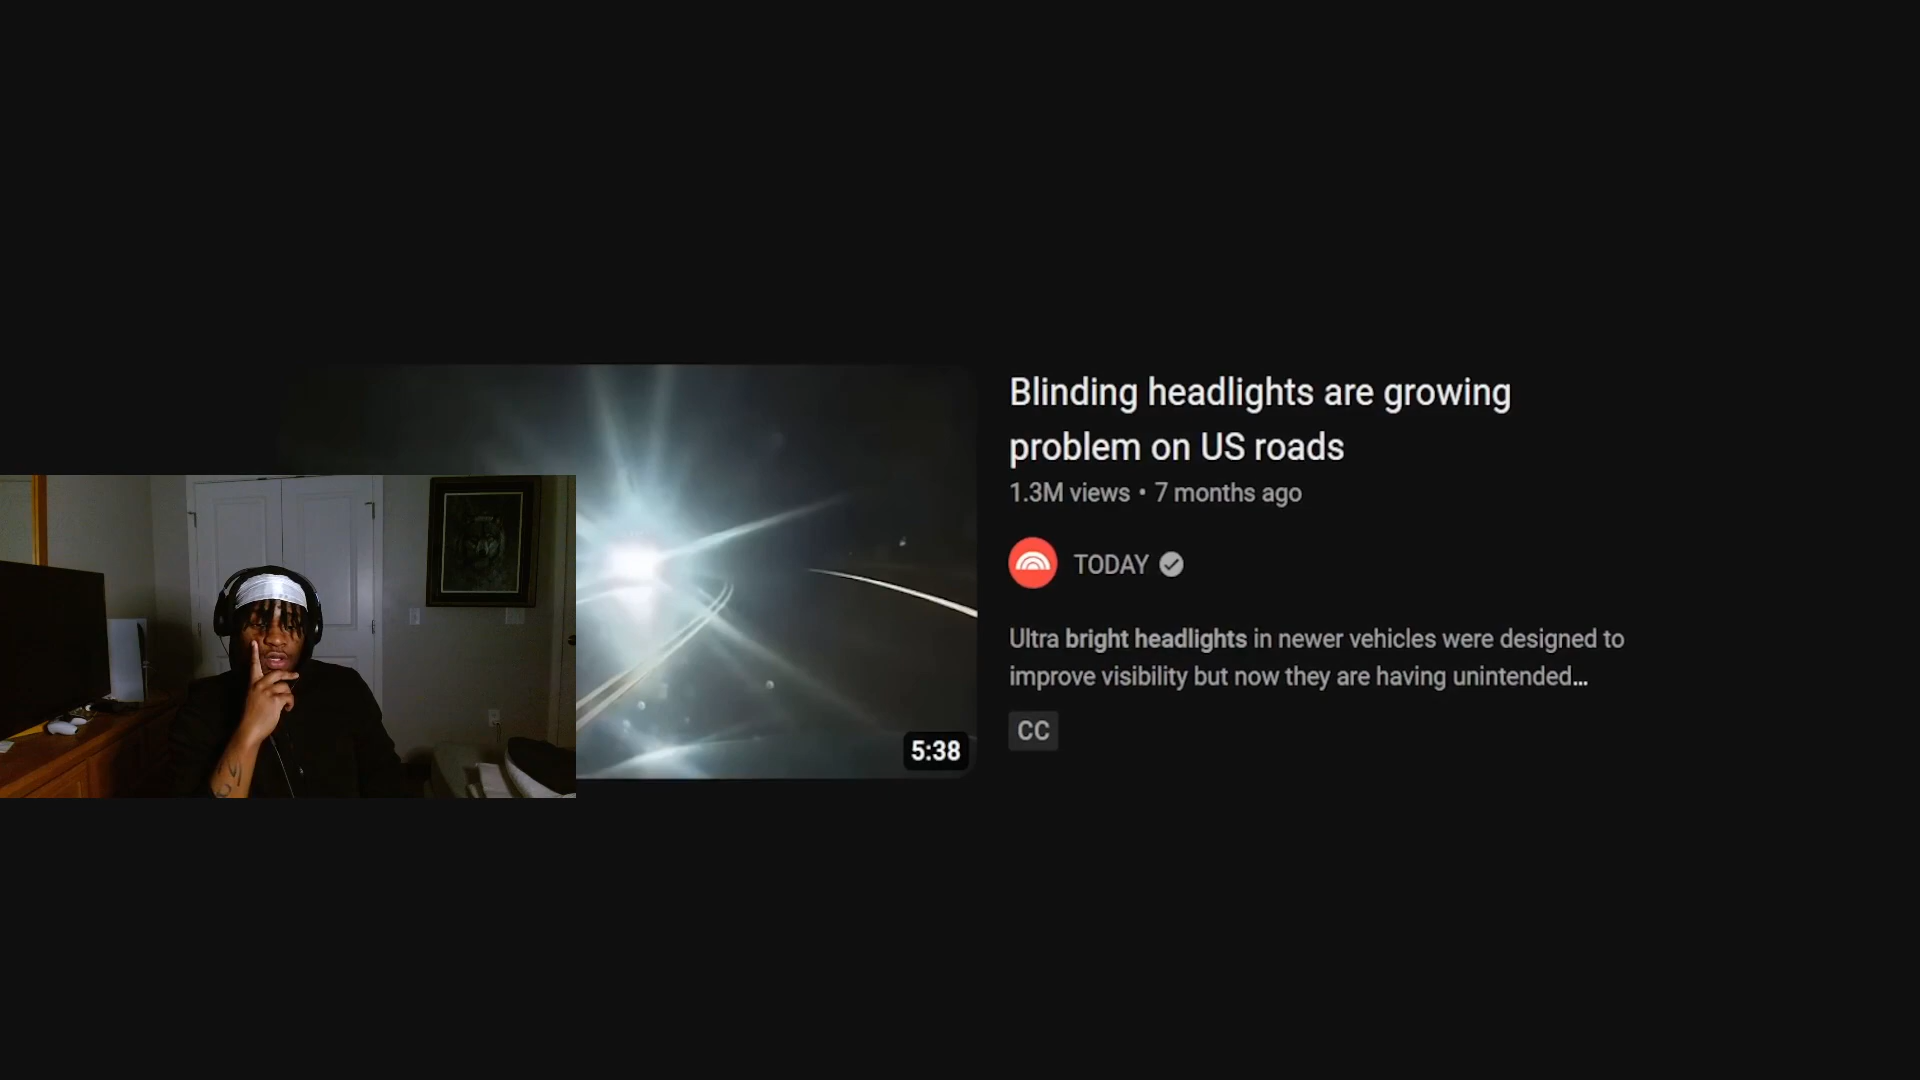 Blinding headlights are growing
problem on US roads
1.3M views • 7 months ago
TODAY
Ultra bright headlights in newer vehicles were designed to
improve visibility but now they are having unintended...
CC
5:38